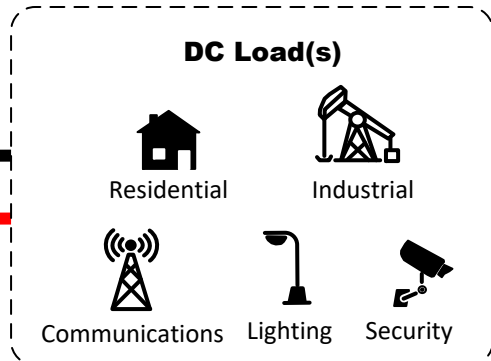 DC Load(s)
Residential Industrial
Communications Lighting Security